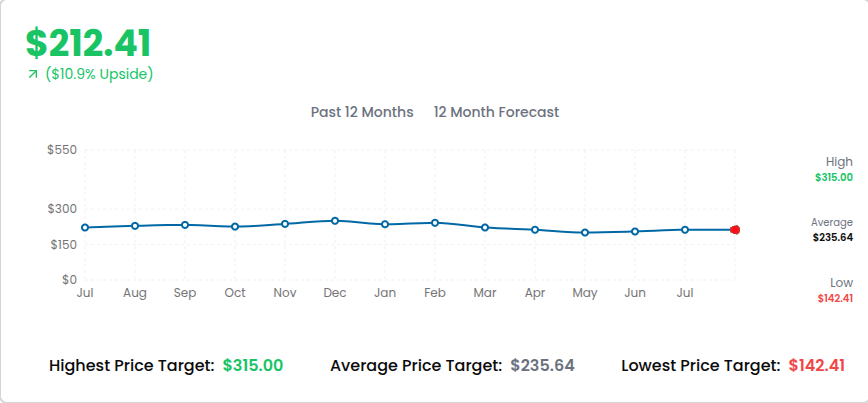 $212.41
($10.9% Upside)
Past 12 Months 12 Month Forecast
$550
$300
$150
$0
Jul Aug Sep Oct Nov Dec Jan Feb Mar Apr May Jun Jul
High
$315.00
Average
$235.64
Low
$142.41
Highest Price Target: $315.00 Average Price Target: $235.64 Lowest Price Target: $142.41